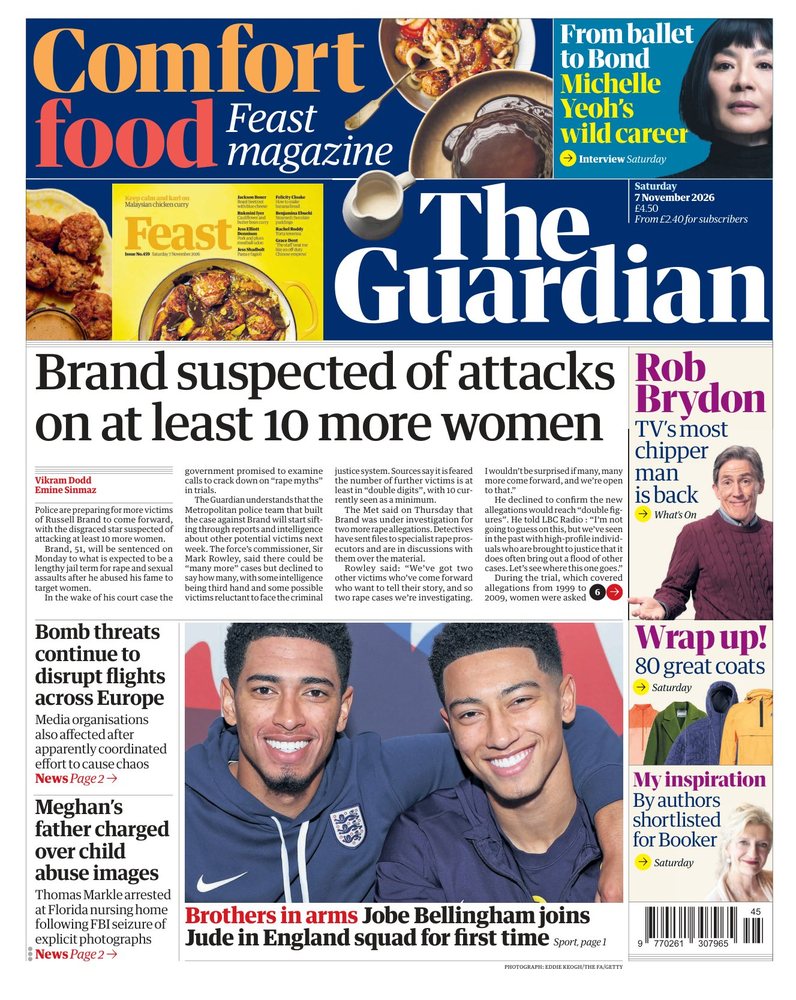 Comfort
food
Feast
magazine
From ballet
to Bond
Michelle
Yeoh's
wild career
Interview Saturday
Keep calm and kari on
Malaysian chicken curry
Feast
Issue No.459 Saturday 7 November 2026
Felicity Cloake
Rachel Roddy
Grace Dent
Saturday
7 November 2026
£4.50
From £2.40 for subscribers
The
Guardian
Brand suspected of attacks
on at least 10 more women
Vikram Dodd
Emine Sinmaz
Police are preparing for more victims
of Russell Brand to come forward,
with the disgraced star suspected of
attacking at least 10 more women.
Brand, 51, will be sentenced on
Monday to what is expected to be a
lengthy jail term for rape and sexual
assaults after he abused his fame to
target women.
In the wake of his court case the
government promised to examine
calls to crack down on “rape myths”
in trials.
The Guardian understands that the
Metropolitan police team that built
the case against Brand will start sift-
ing through reports and intelligence
about other potential victims next
week. The force's commissioner, Sir
Mark Rowley, said there could be
“many more” cases but declined to
say how many, with some intelligence
being third hand and some possible
victims reluctant to face the criminal
justice system. Sources say it is feared
the number of further victims is at
least in “double digits”, with 10 cur-
rently seen as a minimum.
The Met said on Thursday that
Brand was under investigation for
two more rape allegations. Detectives
have sent files to specialist rape pros-
ecutors and are in discussions with
them over the material.
Rowley said: “We've got two
other victims who've come forward
who want to tell their story, and so
two rape cases we're investigating.
I wouldn't be surprised if many, many
more come forward, and we're open
to that.”
He declined to confirm the new
allegations would reach “double fig-
ures”. He told LBC Radio : “I'm not
going to guess on this, but we've seen
in the past with high-profile individ-
uals who are brought to justice that it
does often bring out a flood of other
cases. Let's see where this one goes.”
During the trial, which covered
allegations from 1999 to
2009, women were asked 6→
Rob
Brydon
TV's most
chipper
man
is back
What's On
Bomb threats
continue to
disrupt flights
across Europe
Media organisations
also affected after
apparently coordinated
effort to cause chaos
News Page 2 →
Meghan's
father charged
over child
abuse images
Thomas Markle arrested
at Florida nursing home
following FBI seizure of
explicit photographs
News Page 2 →
Brothers in arms Jobe Bellingham joins
Jude in England squad for first time Sport, page 1
PHOTOGRAPH: EDDIE KEOGH/THE FA/GETTY
Wrap up!
80 great coats
Saturday
My inspiration
By authors
shortlisted
for Booker
Saturday
45
9 770261 307965